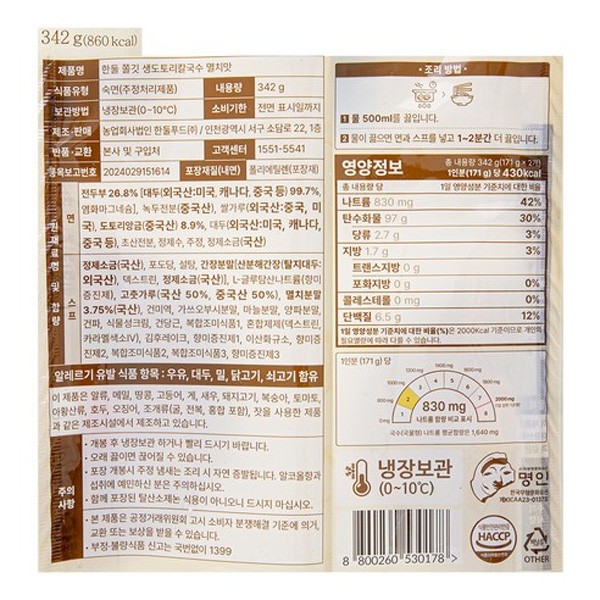 342 g(860 kcal)
제품명 한둘 쫄깃 생도토리칼국수 멸치맛
식품유형 숙면(주정처리제품) 내용량 342 g
보관방법 냉장보관(0~10℃) 소비기한 전면 표시일까지
제조·판매 농업회사법인 한둘푸드(주) / 인천광역시 서구 소담로 22, 1층
반품·교환 본사 및 구입처 고객센터 1551-5541
품목보고번호 2024029151614 포장재질(내면) 폴리에틸렌(포장재)
원재료명 및 함량
면
전두부 26.8% [대두(외국산:미국, 캐나다, 중국 등) 99.7%,
염화마그네슘], 녹두전분(중국산), 쌀가루(외국산:중국, 미
국), 도토리앙금(중국산) 8.9%, 대두(외국산:미국, 캐나다,
중국 등), 초산전분, 정제수, 주정, 정제소금(국산)
스프
정제소금(국산), 포도당, 설탕, 간장분말[산분해간장(탈지대두:
외국산), 덱스트린, 정제소금(국산)], L-글루탐산나트륨(향미
증진제), 고춧가루(국산 50%, 중국산 50%), 멸치분말
3.75%(국산), 건미역, 가쓰오부시분말, 마늘분말, 양파분말,
건파, 식물성크림, 건당근, 복합조미식품1, 혼합제제(덱스트린,
카라멜색소IV), 김후레이크, 향미증진제1, 이산화규소, 향미증
진제2, 복합조미식품2, 복합조미식품3, 향미증진제3
알레르기 유발 식품 항목 : 우유, 대두, 밀, 닭고기, 쇠고기 함유
이 제품은 알류, 메밀, 땅콩, 고등어, 게, 새우, 돼지고기, 복숭아, 토마토,
아황산류, 호두, 오징어, 조개류(굴, 전복, 홍합 포함), 잣을 사용한 제품
과 같은 제조시설에서 제조하고 있습니다.
주의사항
• 개봉 후 냉장보관 하거나 빨리 드시기 바랍니다.
• 오래 끓이면 끊어질 수 있습니다.
• 포장 개봉시 주정 냄새는 조리 시 자연 증발됩니다. 알코올향과
섭취에 예민하신 분은 주의하십시오.
• 함께 포장된 탈산소제는 식용이 아니오니 드시지 마십시오.
• 본 제품은 공정거래위원회 고시 소비자 분쟁해결 기준에 의거,
교환 또는 보상을 받을 수 있습니다.
• 부정·불량식품 신고는 국번없이 1399
• 조리 방법 •
1 물 500ml를 끓입니다.
2 물이 끓으면 면과 스프를 넣고 1~2분간 더 끓입니다.
영양정보
총 내용량 342 g(171 g × 2개)
1인분(171 g) 당 430kcal
총 내용량 당 1일 영양성분 기준치에 대한 비율
나트륨 830 mg 42%
탄수화물 97 g 30%
당류 2.7 g 3%
지방 1.7 g 3%
트랜스지방 0 g
포화지방 0 g 0%
콜레스테롤 0 mg 0%
단백질 6.5 g 12%
1일 영양성분 기준치에 대한 비율(%)은 2000Kcal 기준이므로 개인의
필요열량에 따라 다를 수 있습니다.
1인분(171 g) 당
830 mg
나트륨 함량 비교 표시
국수(국물형) 나트륨 평균함량은 1,640 mg
냉장보관
(0~10℃)
명인
HACCP
OTHER
8 800260 530178 >